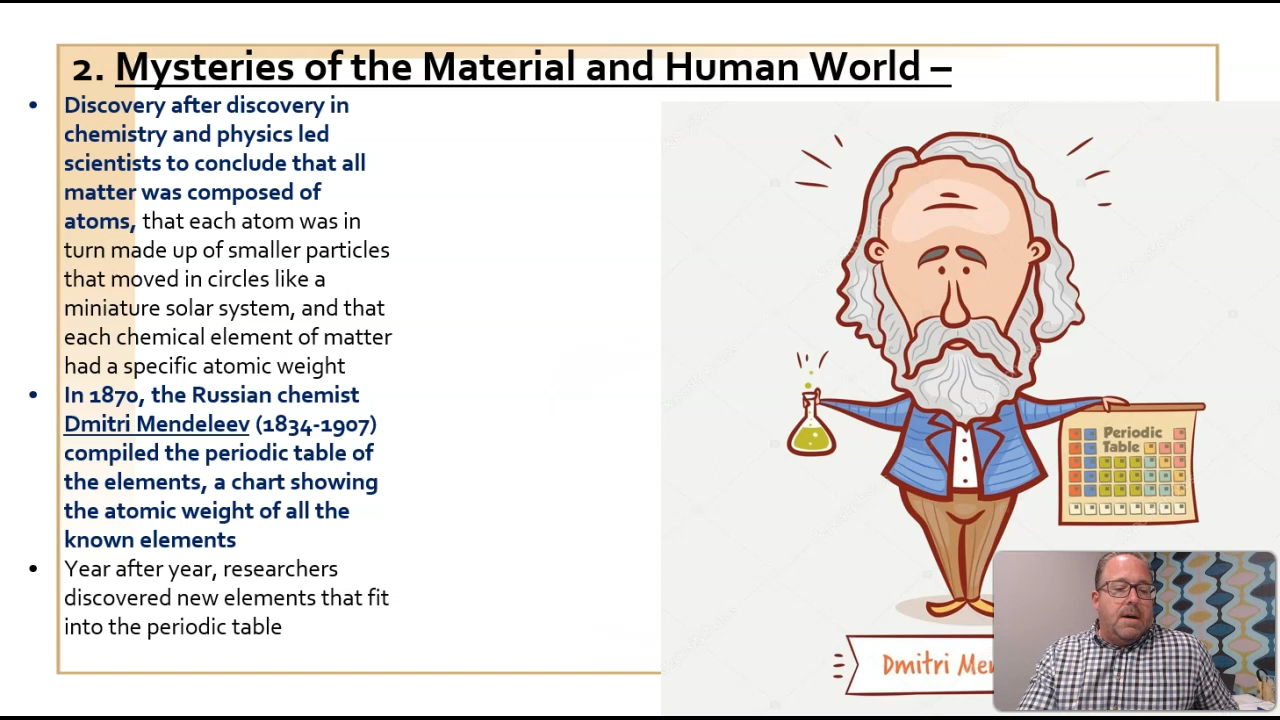 2. Mysteries of the Material and Human World –
• Discovery after discovery in
chemistry and physics led
scientists to conclude that all
matter was composed of
atoms, that each atom was in
turn made up of smaller particles
that moved in circles like a
miniature solar system, and that
each chemical element of matter
had a specific atomic weight
• In 1870, the Russian chemist
Dmitri Mendeleev (1834-1907)
compiled the periodic table of
the elements, a chart showing
the atomic weight of all the
known elements
• Year after year, researchers
discovered new elements that fit
into the periodic table
Periodic
Table
Dmitri Men